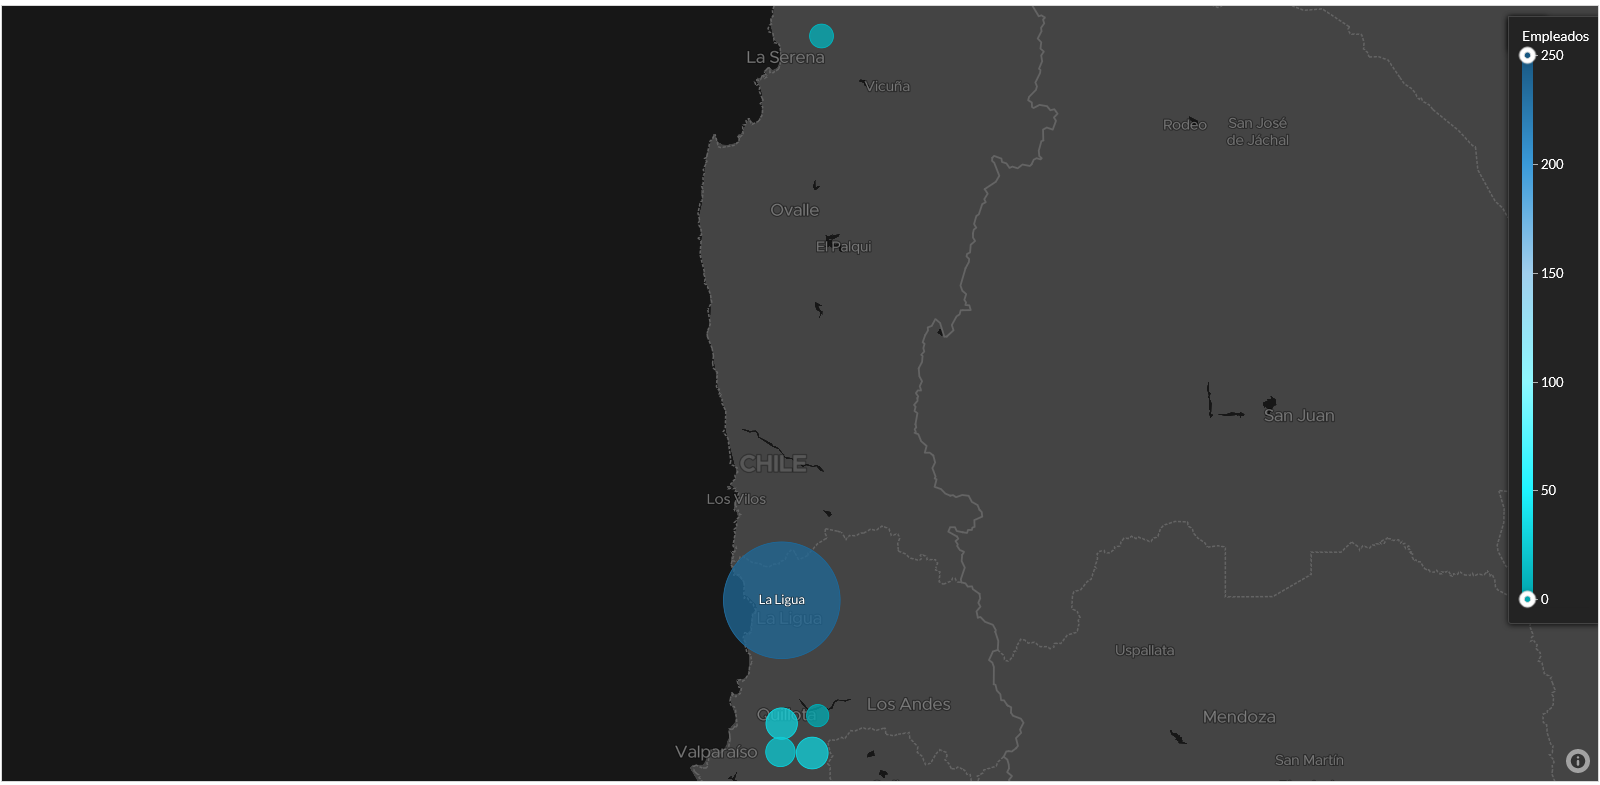 Empleados
250
200
150
100
50
0
La Serena
Vicuña
Rodeo
San José
de Jáchal
Ovalle
El Palqui
San Juan
CHILE
Los Vilos
La Ligua
La Ligua
Uspallata
Los Andes
Quillota
Mendoza
Valparaíso
San Martín